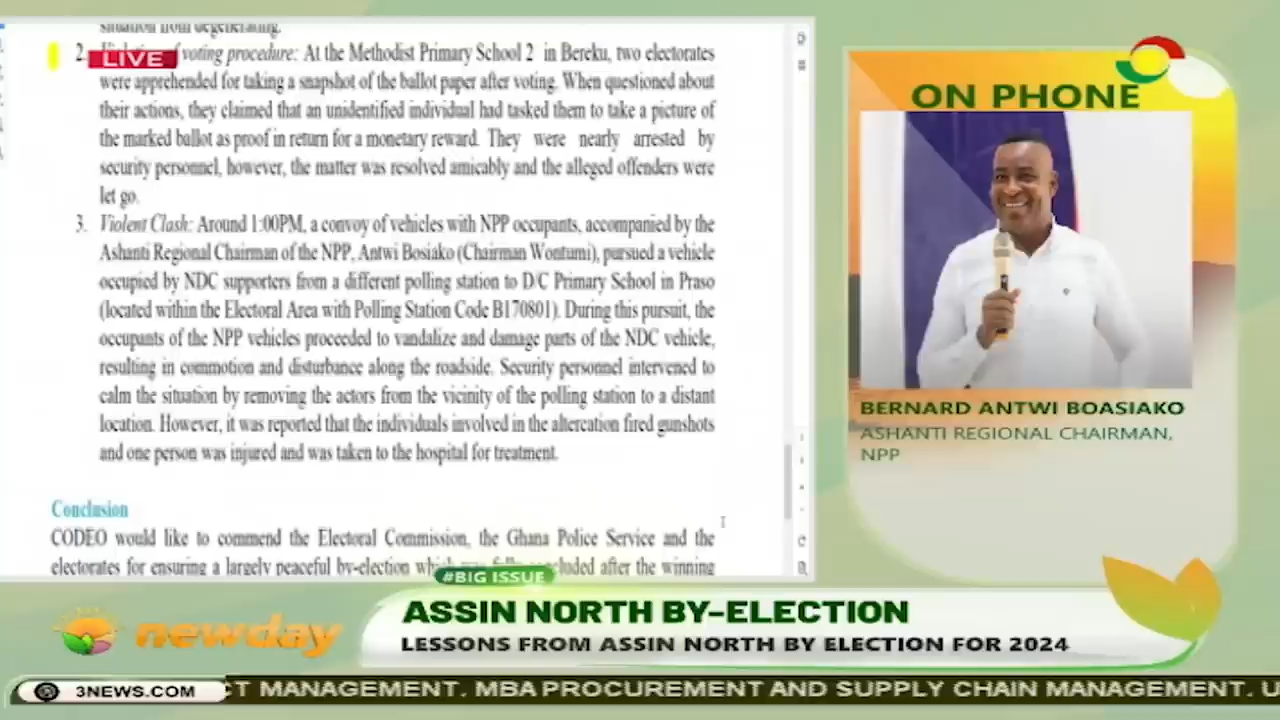 situation from degenerating.
2.
LIVE
voting procedure: At the Methodist Primary School 2 in Bereku, two electorates
were apprehended for taking a snapshot of the ballot paper after voting. When questioned about
their actions, they claimed that an unidentified individual had tasked them to take a picture of
the marked ballot as proof in return for a monetary reward. They were nearly arrested by
security personnel, however, the matter was resolved amicably and the alleged offenders were
let go.
3. Violent Clash: Around 1:00PM, a convoy of vehicles with NPP occupants, accompanied by the
Ashanti Regional Chairman of the NPP, Antwi Bosiako (Chairman Wontumi), pursued a vehicle
occupied by NDC supporters from a different polling station to D/C Primary School in Praso
(located within the Electoral Area with Polling Station Code B170801). During this pursuit, the
occupants of the NPP vehicles proceeded to vandalize and damage parts of the NDC vehicle,
resulting in commotion and disturbance along the roadside. Security personnel intervened to
calm the situation by removing the actors from the vicinity of the polling station to a distant
location. However, it was reported that the individuals involved in the altercation fired gunshots
and one person was injured and was taken to the hospital for treatment.
Conclusion
CODEO would like to commend the Electoral Commission, the Ghana Police Service and the
electorates for ensuring a largely peaceful by-election which after the winning
ON PHONE
BERNARD ANTWI BOASIAKO
ASHANTI REGIONAL CHAIRMAN,
NPP
#BIG ISSUE
ASSIN NORTH BY-ELECTION
LESSONS FROM ASSIN NORTH BY ELECTION FOR 2024
newday
3NEWS.COM
CT MANAGEMENT. MBA PROCUREMENT AND SUPPLY CHAIN MANAGEMENT. U